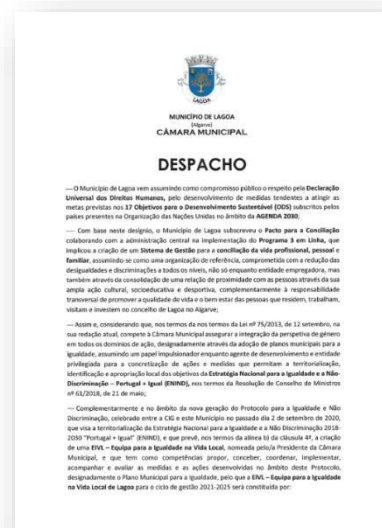 LAGOA
MUNICÍPIO DE LAGOA
(Algarve)
CÂMARA MUNICIPAL
DESPACHO
--- O Município de Lagoa vem assumindo como compromisso público o respeito pela Declaração
Universal dos Direitos Humanos, pelo desenvolvimento de medidas tendentes a atingir as
metas previstas nos 17 Objetivos para o Desenvolvimento Sustentável (ODS) subscritos pelos
países presentes na Organização das Nações Unidas no âmbito da AGENDA 2030;
--- Com base neste desígnio, o Município de Lagoa subscreveu o Pacto para a Conciliação
colaborando com a administração central na implementação do Programa 3 em Linha, que
implicou a criação de um Sistema de Gestão para a conciliação da vida profissional, pessoal e
familiar, assumindo-se como uma organização de referência, comprometida com a redução das
desigualdades e discriminações a todos os níveis, não só enquanto entidade empregadora, mas
também através da consolidação de uma relação de proximidade com as pessoas através da sua
ampla ação cultural, socioeducativa e desportiva, complementarmente à responsabilidade
transversal de promover a qualidade de vida e o bem estar das pessoas que residem, trabalham,
visitam e investem no concelho de Lagoa no Algarve;
--- Assim e, considerando que, nos termos da nos termos da Lei nº 75/2013, de 12 setembro, na
sua redação atual, compete à Câmara Municipal assegurar a integração da perspetiva de género
em todos os domínios de ação, designadamente através da adoção de planos municipais para a
igualdade, assumindo um papel impulsionador enquanto agente de desenvolvimento e entidade
privilegiada para a concretização de ações e medidas que permitam a territorialização,
identificação e apropriação local dos objetivos da Estratégia Nacional para a Igualdade e a Não-
Discriminação – Portugal + Igual (ENIND), nos termos da Resolução de Conselho de Ministros
nº 61/2018, de 21 de maio;
--- Complementarmente e no âmbito da nova geração do Protocolo para a Igualdade e Não
Discriminação, celebrado entre a CIG e este Município no passado dia 2 de setembro de 2020,
que visa a territorialização da Estratégia Nacional para a Igualdade e a Não Discriminação 2018-
2030 "Portugal + Igual" (ENIND), e que prevê, nos termos da alínea b) da cláusula 4ª, a criação
de uma EIVL – Equipa para a Igualdade na Vida Local, nomeada pelo/a Presidente da Câmara
Municipal, e que tem como competências propor, conceber, coordenar, implementar,
acompanhar e avaliar as medidas e as ações desenvolvidas no âmbito deste Protocolo,
designadamente o Plano Municipal para a Igualdade, pelo que a EIVL – Equipa para a Igualdade
na Vida Local de Lagoa para o ciclo de gestão 2021-2025 será constituída por: